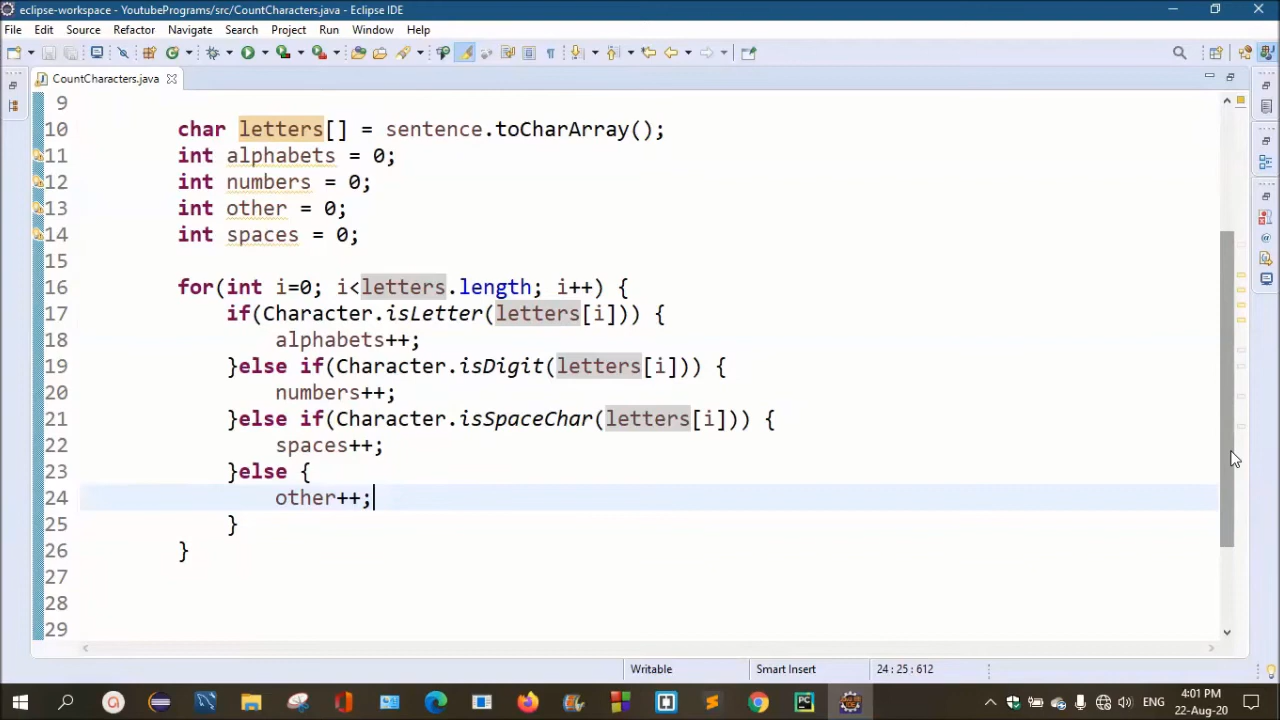 eclipse-workspace - YoutubePrograms/src/CountCharacters.java - Eclipse IDE
File Edit Source Refactor Navigate Search Project Run Window Help
CountCharacters.java
9
10 char letters[] = sentence.toCharArray();
11 int alphabets = 0;
12 int numbers = 0;
13 int other = 0;
14 int spaces = 0;
15
16 for(int i=0; i<letters.length; i++) {
17 if(Character.isLetter(letters[i])) {
18 alphabets++;
19 }else if(Character.isDigit(letters[i])) {
20 numbers++;
21 }else if(Character.isSpaceChar(letters[i])) {
22 spaces++;
23 }else {
24 other++;
25 }
26 }
27
28
29
Writable Smart Insert 24 : 25 : 612
PC
ENG
4:01 PM
22-Aug-20